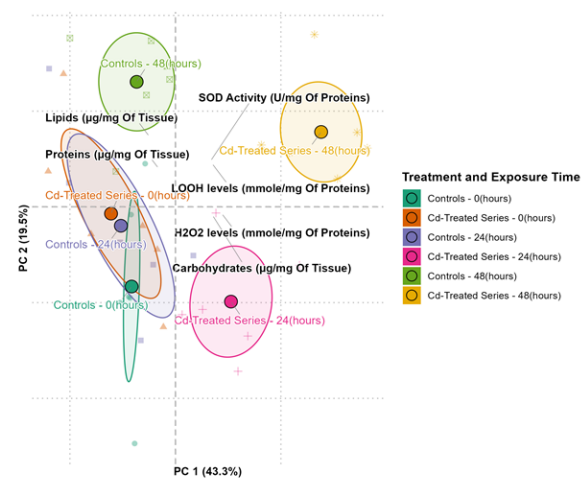 Controls - 48(hours)
SOD Activity (U/mg Of Proteins)
Lipids (µg/mg Of Tissue)
Cd-Treated Series - 48(hours)
Proteins (µg/mg Of Tissue)
LOOH levels (mmole/mg Of Proteins)
Cd-Treated Series - 0(hours)
H2O2 levels (mmole/mg Of Proteins)
Controls - 24(hours)
Carbohydrates (µg/mg Of Tissue)
Controls - 0(hours)
Cd-Treated Series - 24(hours)
PC 2 (19.5%)
PC 1 (43.3%)
Treatment and Exposure Time
Controls - 0(hours)
Cd-Treated Series - 0(hours)
Controls - 24(hours)
Cd-Treated Series - 24(hours)
Controls - 48(hours)
Cd-Treated Series - 48(hours)